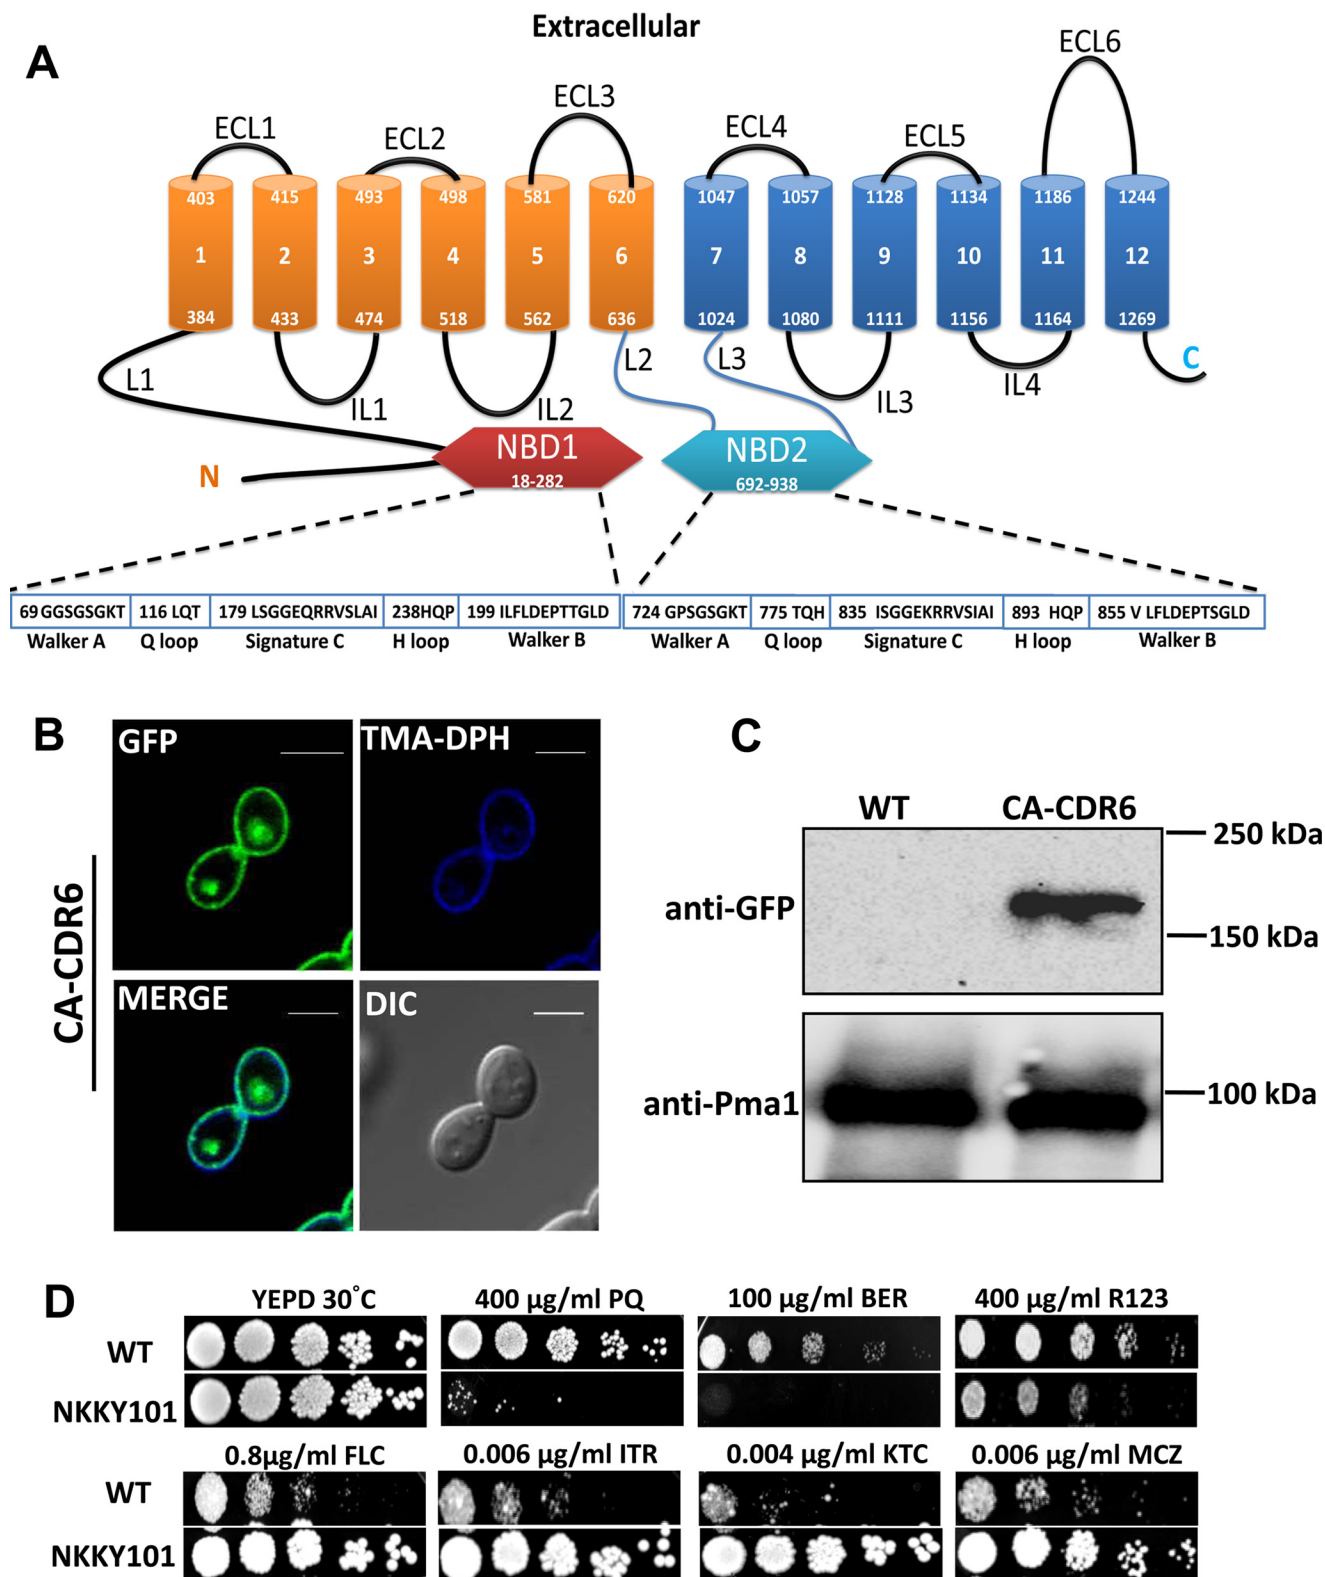 Extracellular
A
ECL1
ECL2
ECL3
ECL4
ECL5
ECL6
403 415 493 498 581 620 1047 1057 1128 1134 1186 1244
1 2 3 4 5 6 7 8 9 10 11 12
384 433 474 518 562 636 1024 1080 1111 1156 1164 1269
L1
IL1
IL2
L2
L3
IL3
IL4
C
N
NBD1
18-282
NBD2
692-938
69 GGSGSGKT 116 LQT 179 LSGGEQRRVSLAI 238HQP 199 ILFLDEPTTGLD 724 GPSGSGKT 775 TQH 835 ISGGEKRRVSIAI 893 HQP 855 V LFLDEPTSGLD
Walker A Q loop Signature C H loop Walker B Walker A Q loop Signature C H loop Walker B
B
CA-CDR6
GFP
TMA-DPH
MERGE
DIC
C
WT CA-CDR6
250 kDa
anti-GFP
150 kDa
anti-Pma1
100 kDa
D
YEPD 30°C 400 µg/ml PQ 100 µg/ml BER 400 µg/ml R123
WT
NKKY101
0.8µg/ml FLC 0.006 µg/ml ITR 0.004 µg/ml KTC 0.006 µg/ml MCZ
WT
NKKY101